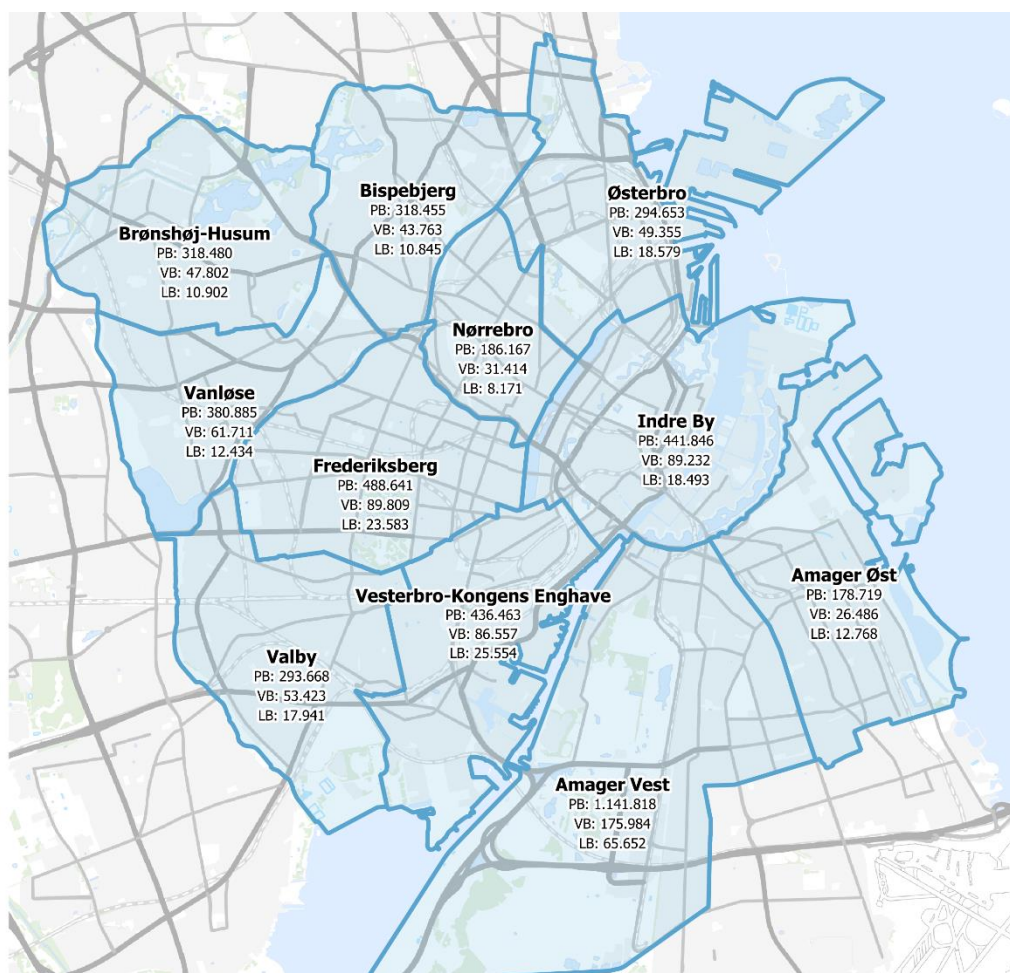 Bispebjerg
PB: 318.455
VB: 43.763
LB: 10.845
Østerbro
PB: 294.653
VB: 49.355
LB: 18.579
Brønshøj-Husum
PB: 318.480
VB: 47.802
LB: 10.902
Nørrebro
PB: 186.167
VB: 31.414
LB: 8.171
Vanløse
PB: 380.885
VB: 61.711
LB: 12.434
Indre By
PB: 441.846
VB: 89.232
LB: 18.493
Frederiksberg
PB: 488.641
VB: 89.809
LB: 23.583
Amager Øst
PB: 178.719
VB: 26.486
LB: 12.768
Vesterbro-Kongens Enghave
PB: 436.463
VB: 86.557
LB: 25.554
Valby
PB: 293.668
VB: 53.423
LB: 17.941
Amager Vest
PB: 1.141.818
VB: 175.984
LB: 65.652